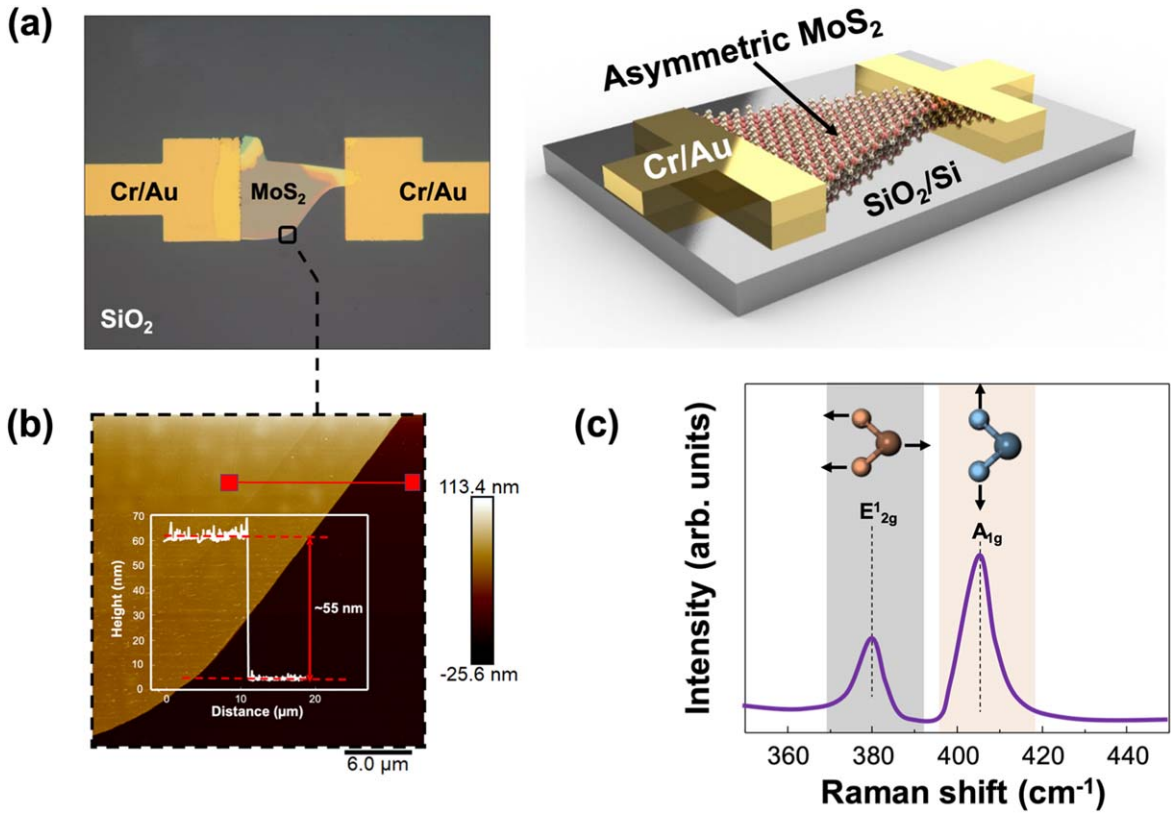 (a)
Cr/Au
MoS₂
Cr/Au
SiO₂
Asymmetric MoS₂
Cr/Au
SiO₂/Si
(b)
113.4 nm
-25.6 nm
70
60
50
40
30
20
10
0
Height (nm)
~55 nm
0 10 20
Distance (μm)
6.0 μm
(c)
Intensity (arb. units)
E¹₂g
A₁g
360 380 400 420 440
Raman shift (cm⁻¹)